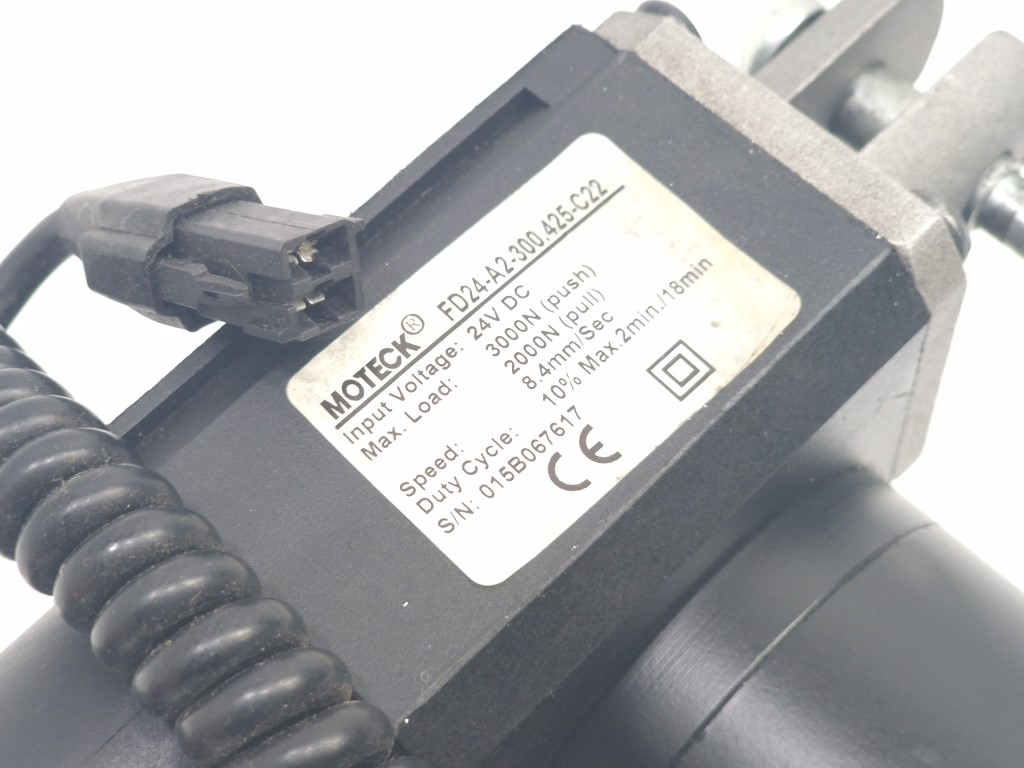 MOTECK® FD24-A2-300.425-C22
Input Voltage: 24V DC
Max. Load: 3000N (push)
2000N (pull)
Speed: 8.4mm/Sec
Duty Cycle: 10% Max.2min./18min
S/N: 015B067617
CE